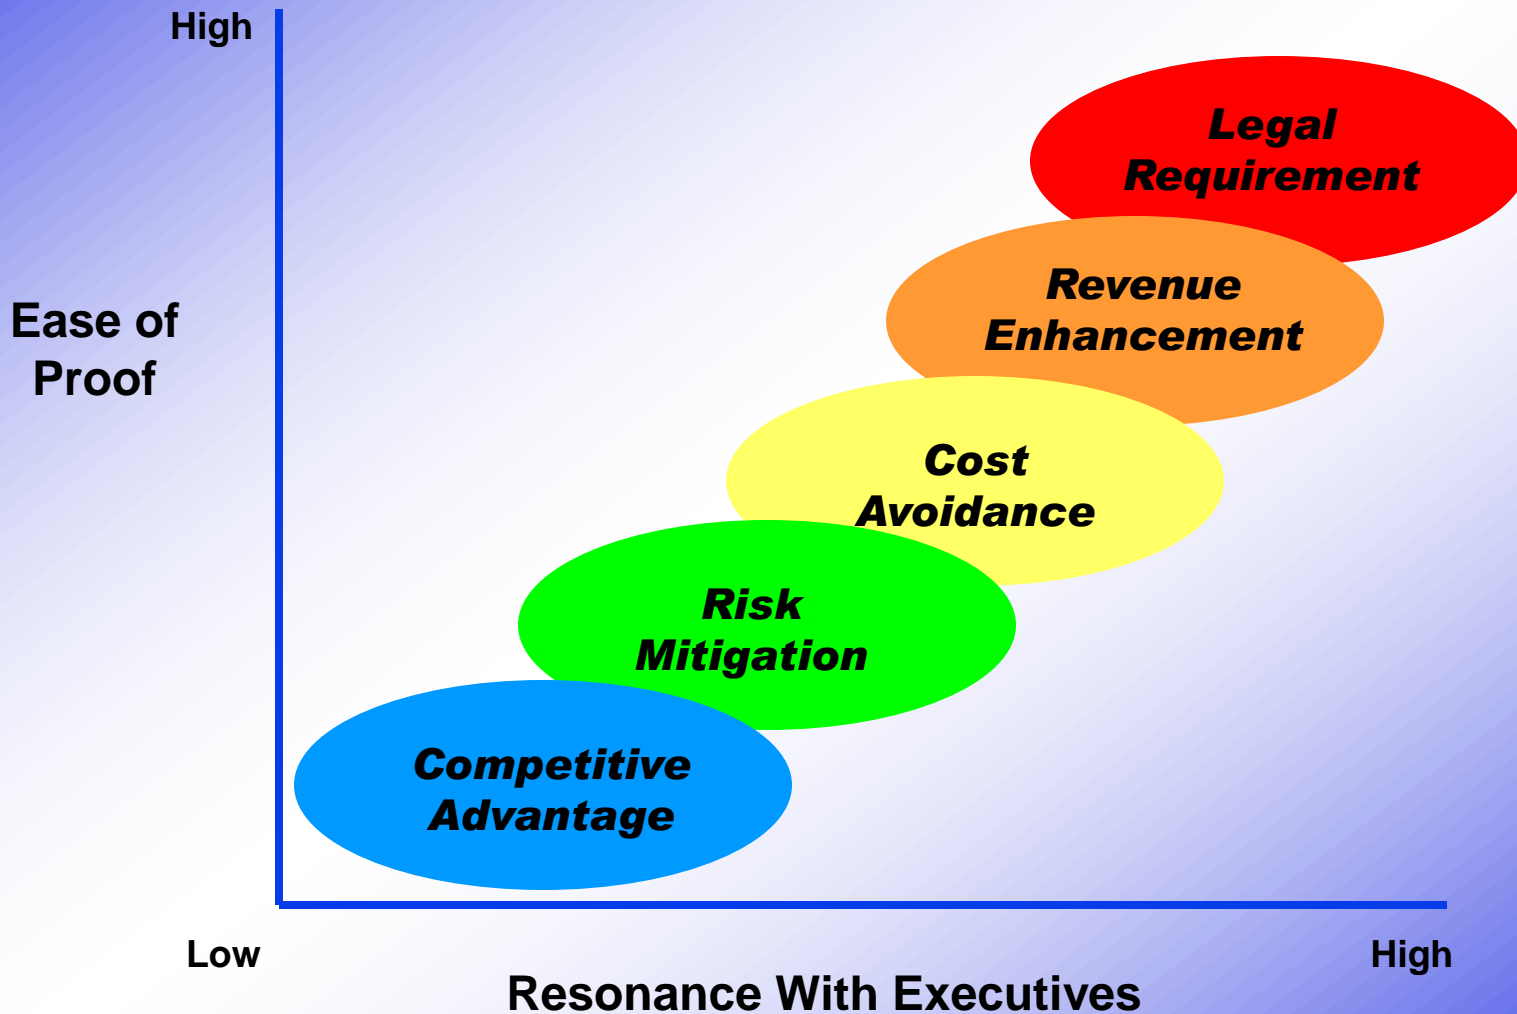 High
Legal
Requirement
Revenue
Enhancement
Ease of
Proof
Cost
Avoidance
Risk
Mitigation
Competitive
Advantage
Low
High
Resonance With Executives